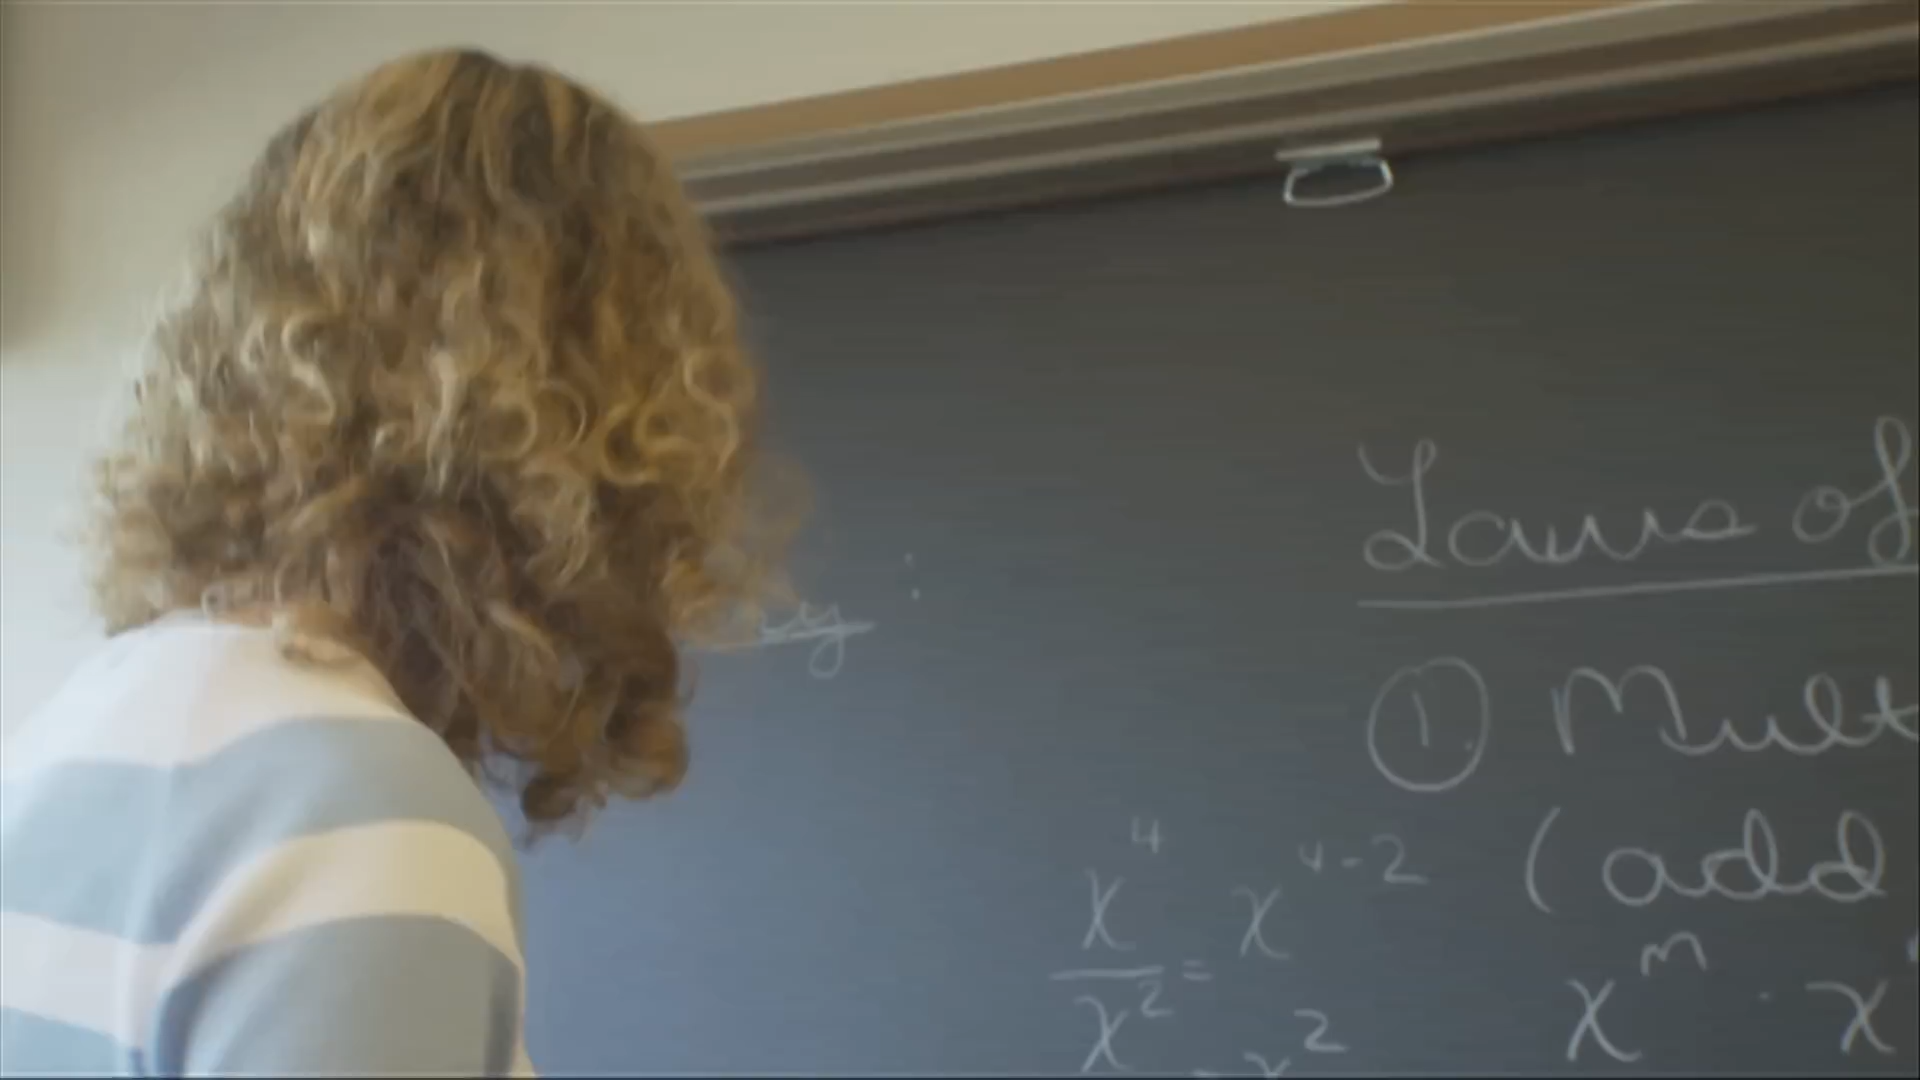 Laws of
① Mult
(add
x^m · x
x^4/x^2 = x^(4-2)
x^2